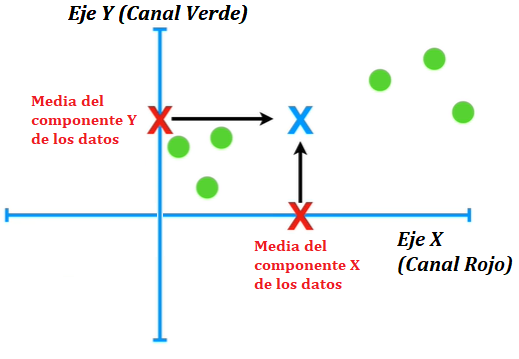 Eje Y (Canal Verde)
Media del
componente Y
de los datos
X
X
X
Media del
componente X
de los datos
Eje X
(Canal Rojo)